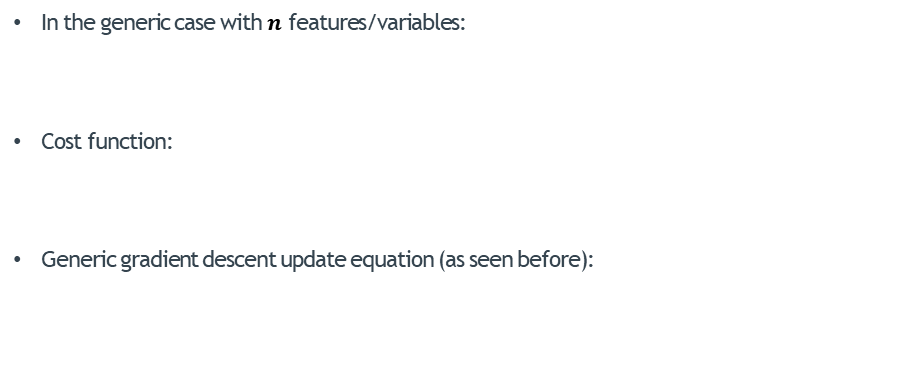 • In the generic case with n features/variables:
• Cost function:
• Generic gradient descent update equation (as seen before):